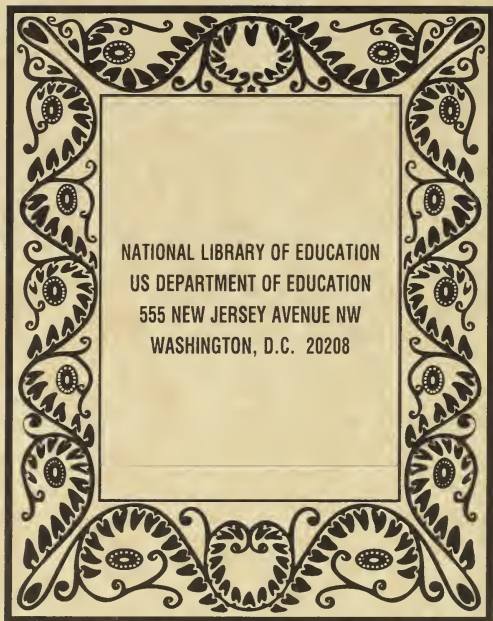 NATIONAL LIBRARY OF EDUCATION
US DEPARTMENT OF EDUCATION
555 NEW JERSEY AVENUE NW
WASHINGTON, D.C. 20208